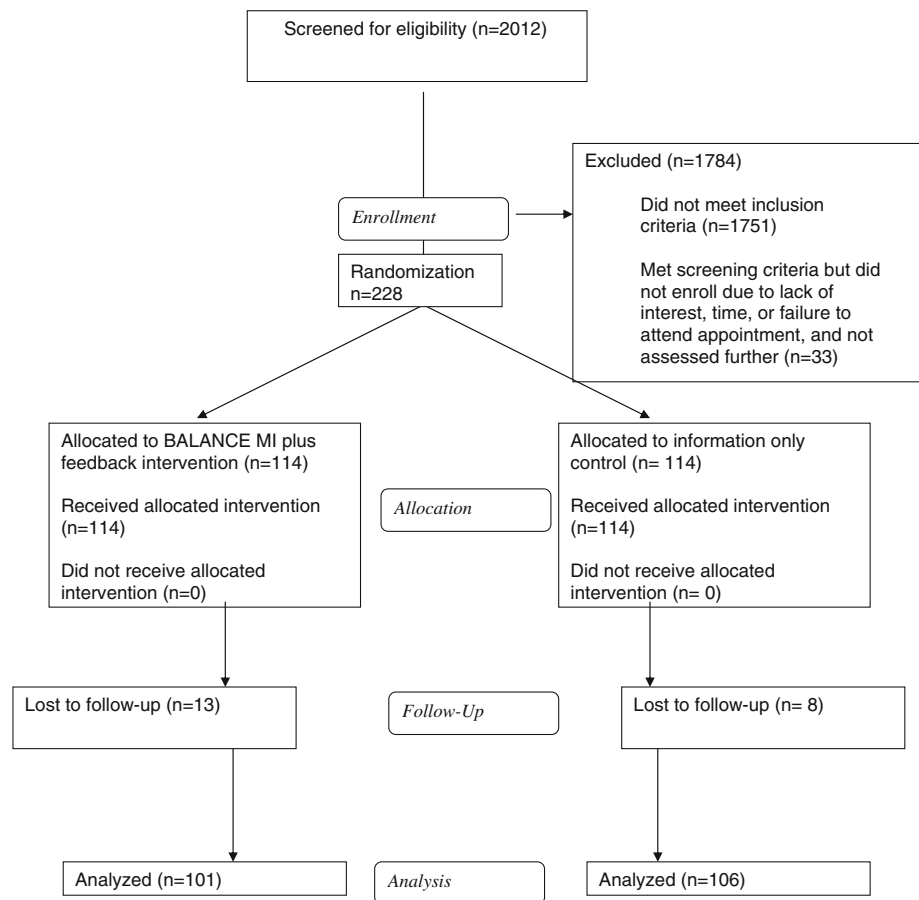 Screened for eligibility (n=2012)
Excluded (n=1784)
Did not meet inclusion
criteria (n=1751)
Met screening criteria but did
not enroll due to lack of
interest, time, or failure to
attend appointment, and not
assessed further (n=33)
Enrollment
Randomization
n=228
Allocated to BALANCE MI plus
feedback intervention (n=114)
Received allocated intervention
(n=114)
Did not receive allocated
intervention (n=0)
Allocation
Allocated to information only
control (n= 114)
Received allocated intervention
(n=114)
Did not receive allocated
intervention (n= 0)
Lost to follow-up (n=13)
Follow-Up
Lost to follow-up (n= 8)
Analyzed (n=101)
Analysis
Analyzed (n=106)